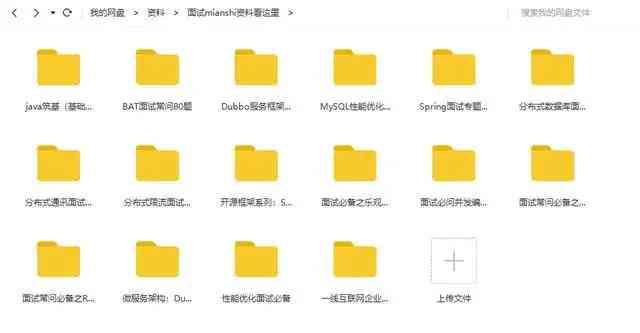 我的网盘 > 资料 > 面试mianshi资料看这里 >
搜索我的网盘文件
java筑基（基础...
BAT面试常问80题
Dubbo服务框架...
MySQL性能优化...
Spring面试专题...
分布式数据库面...
分布式通讯面试...
分布式限流面试...
开源框架系列：S...
面试必备之乐观...
面试必问并发编...
面试常问必备之...
面试常问必备之R...
微服务架构：Du...
性能优化面试必备
一线互联网企业...
上传文件